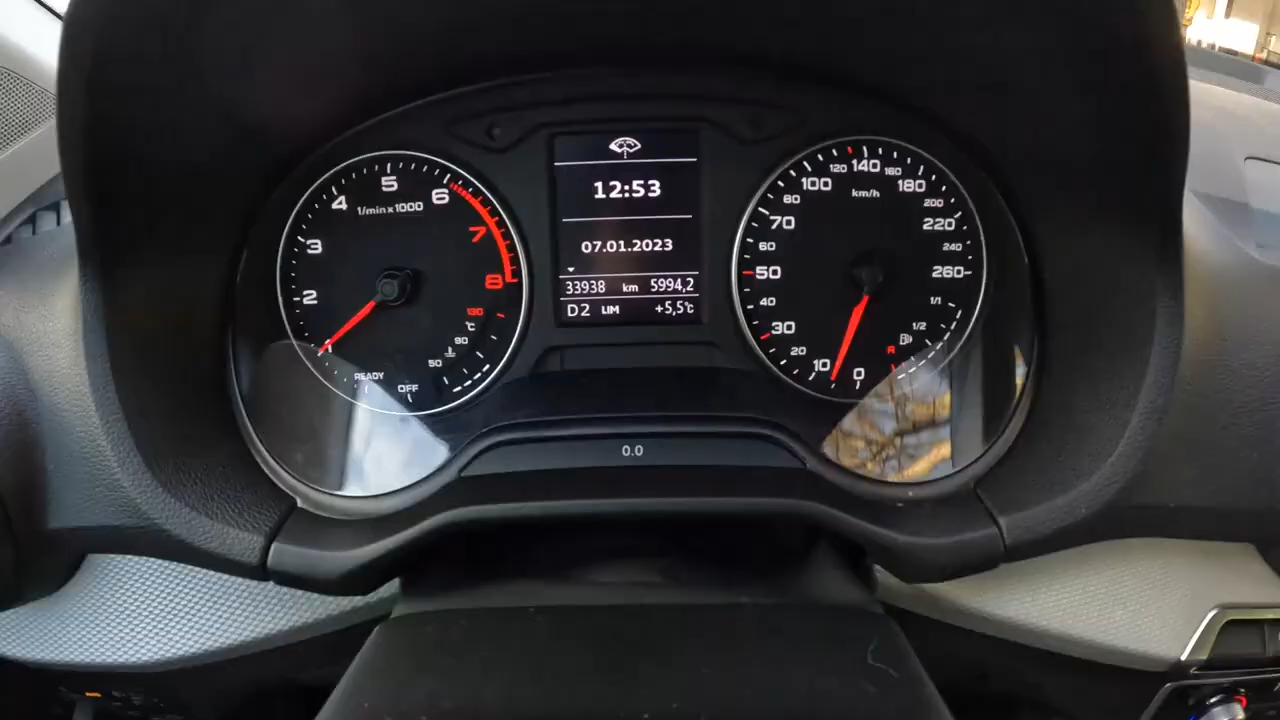 5
4
6
1/min x 1000
3
7
2
8
1
130
°C
90
50
READY
OFF
12:53
07.01.2023
33938 km 5994,2
D2 LIM +5,5°C
120 140 160
100 180
km/h
80 200
70 220
60 240
50 260
40 1/1
30 1/2
20 R
10 0
0.0